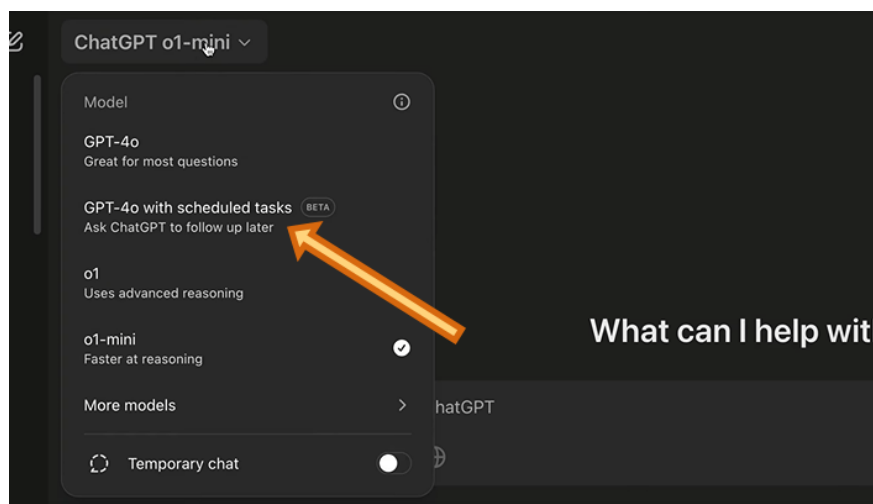 ChatGPT o1-mini
Model
GPT-4o
Great for most questions
GPT-4o with scheduled tasks BETA
Ask ChatGPT to follow up later
o1
Uses advanced reasoning
o1-mini
Faster at reasoning
What can I help wit
More models
hatGPT
Temporary chat